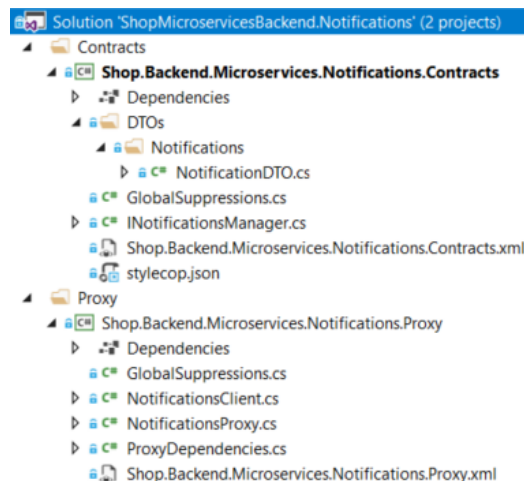 Solution 'ShopMicroservicesBackend.Notifications' (2 projects)
Contracts
C# Shop.Backend.Microservices.Notifications.Contracts
Dependencies
DTOs
Notifications
C# NotificationDTO.cs
C# GlobalSuppressions.cs
C# INotificationsManager.cs
Shop.Backend.Microservices.Notifications.Contracts.xml
stylecop.json
Proxy
C# Shop.Backend.Microservices.Notifications.Proxy
Dependencies
C# GlobalSuppressions.cs
C# NotificationsClient.cs
C# NotificationsProxy.cs
C# ProxyDependencies.cs
Shop.Backend.Microservices.Notifications.Proxy.xml